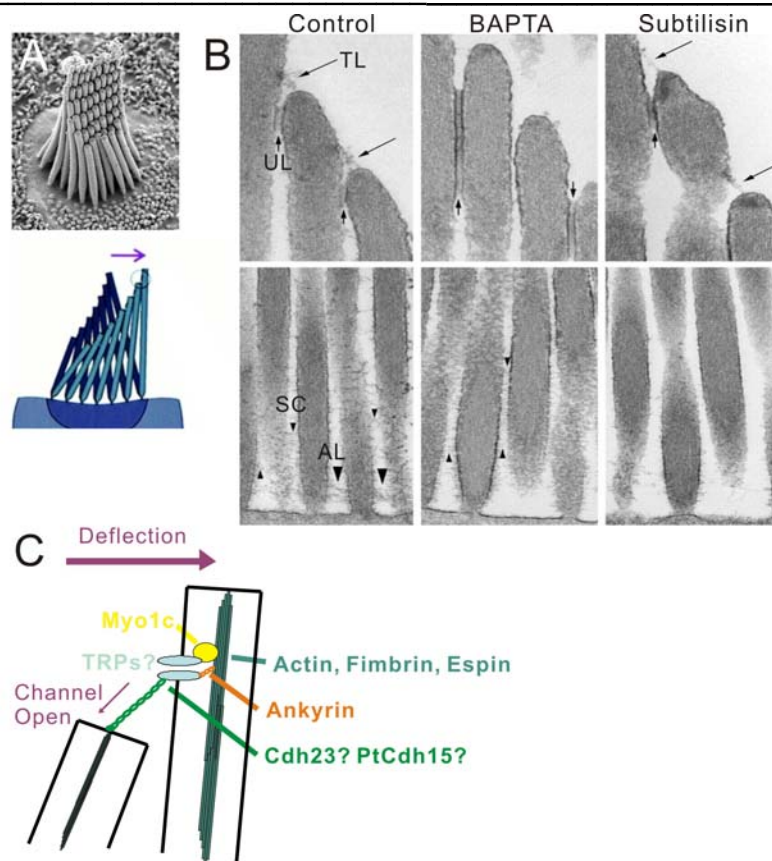 A
B
Control
BAPTA
Subtilisin
TL
UL
SC
AL
C
Deflection
Myo1c
TRPs?
Actin, Fimbrin, Espin
Channel
Open
Ankyrin
Cdh23? PtCdh15?